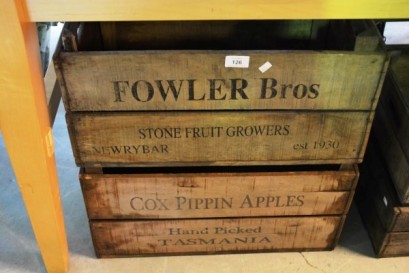 126
FOWLER Bros
STONE FRUIT GROWERS
NEWRYBAR est 1930
COX PIPPIN APPLES
Hand Picked
TASMANIA